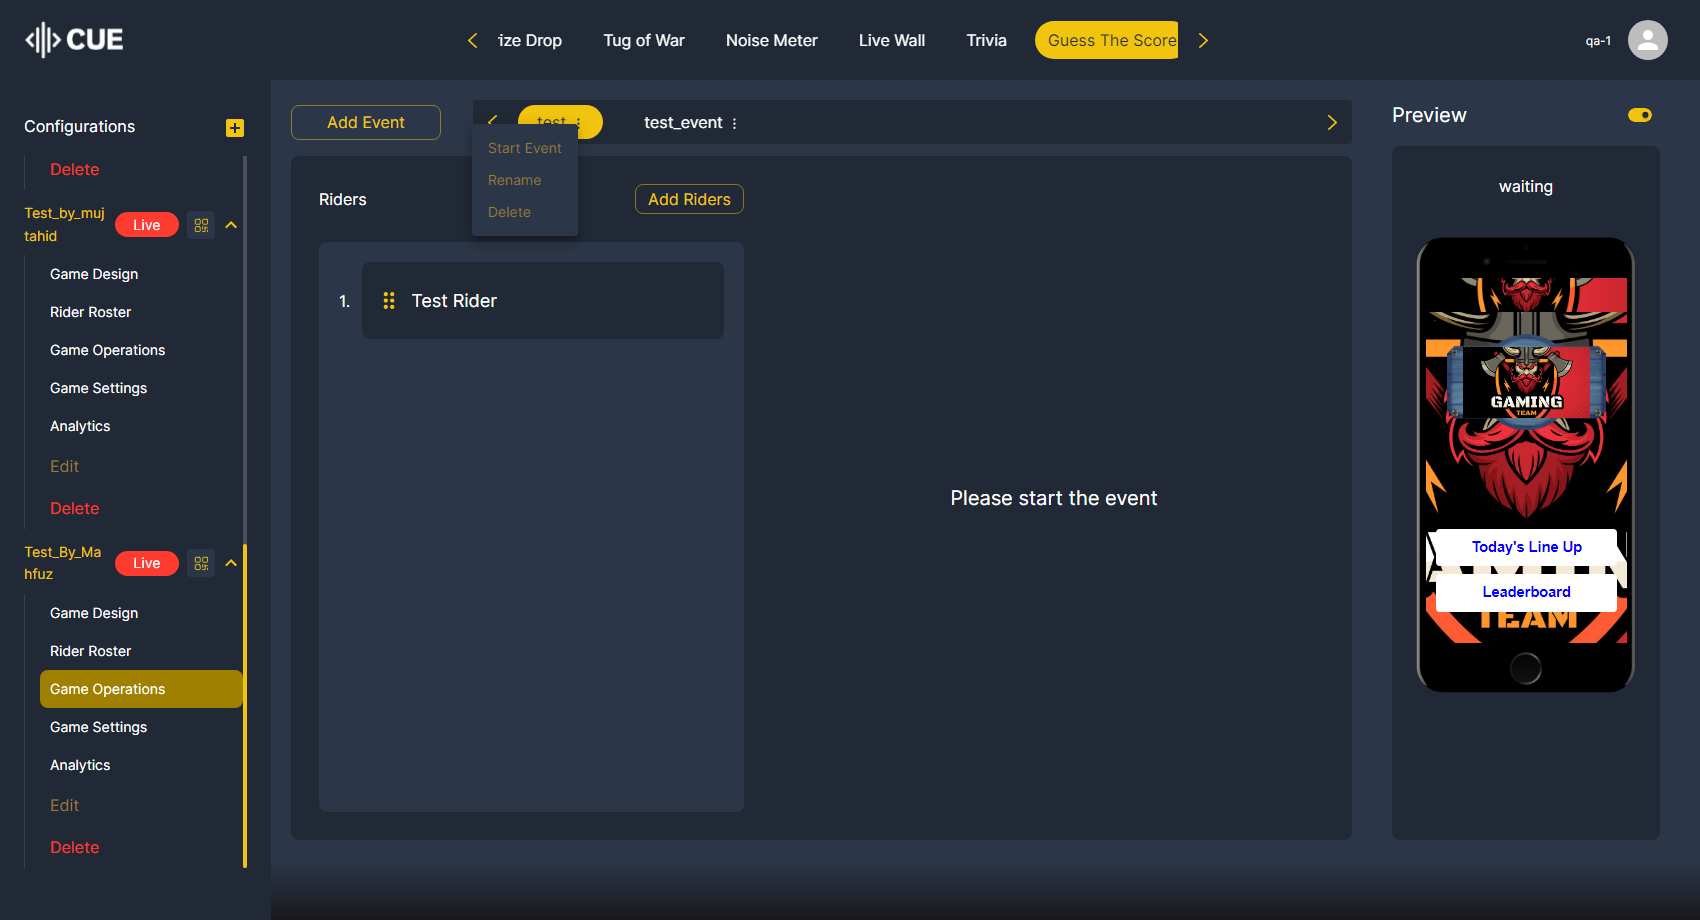 CUE
ize Drop
Tug of War
Noise Meter
Live Wall
Trivia
Guess The Score
qa-1
Configurations
Delete
Test_by_muj
tahid
Live
Game Design
Rider Roster
Game Operations
Game Settings
Analytics
Edit
Delete
Test_By_Ma
hfuz
Live
Game Design
Rider Roster
Game Operations
Game Settings
Analytics
Edit
Delete
Add Event
test
test_event
Start Event
Rename
Delete
Riders
Add Riders
1.
Test Rider
Please start the event
Preview
waiting
GAMING
TEAM
Today's Line Up
Leaderboard
TEAM